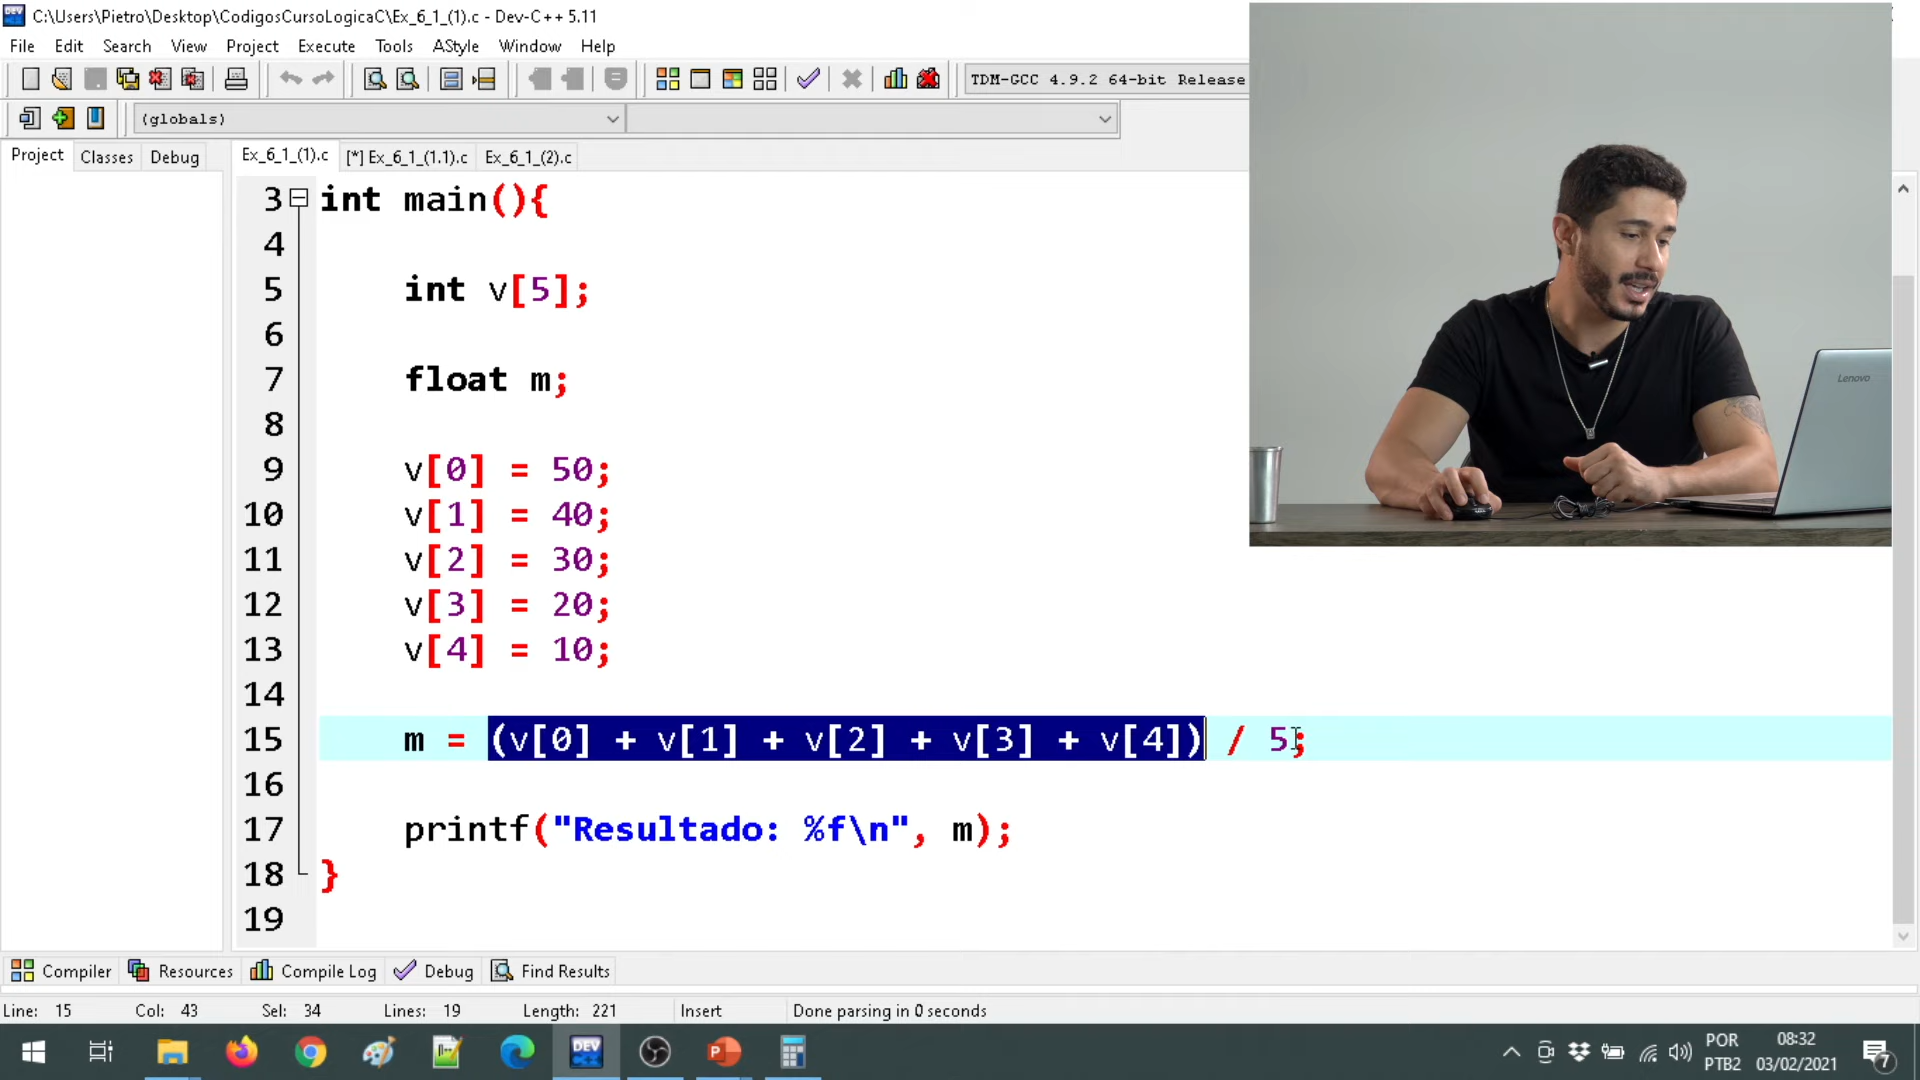 C:\Users\Pietro\Desktop\CodigosCursoLogicaC\Ex_6_1_(1).c - Dev-C++ 5.11
File Edit Search View Project Execute Tools AStyle Window Help
TDM-GCC 4.9.2 64-bit Release
(globals)
Project Classes Debug Ex_6_1_(1).c [*] Ex_6_1_(1.1).c Ex_6_1_(2).c
3 int main(){
4
5 int v[5];
6
7 float m;
8
9 v[0] = 50;
10 v[1] = 40;
11 v[2] = 30;
12 v[3] = 20;
13 v[4] = 10;
14
15 m = (v[0] + v[1] + v[2] + v[3] + v[4]) / 5;
16
17 printf("Resultado: %f\n", m);
18 }
19
Lenovo
Compiler Resources Compile Log Debug Find Results
Line: 15 Col: 43 Sel: 34 Lines: 19 Length: 221 Insert Done parsing in 0 seconds
DEV C++ P POR 08:32
PTB2 03/02/2021 7